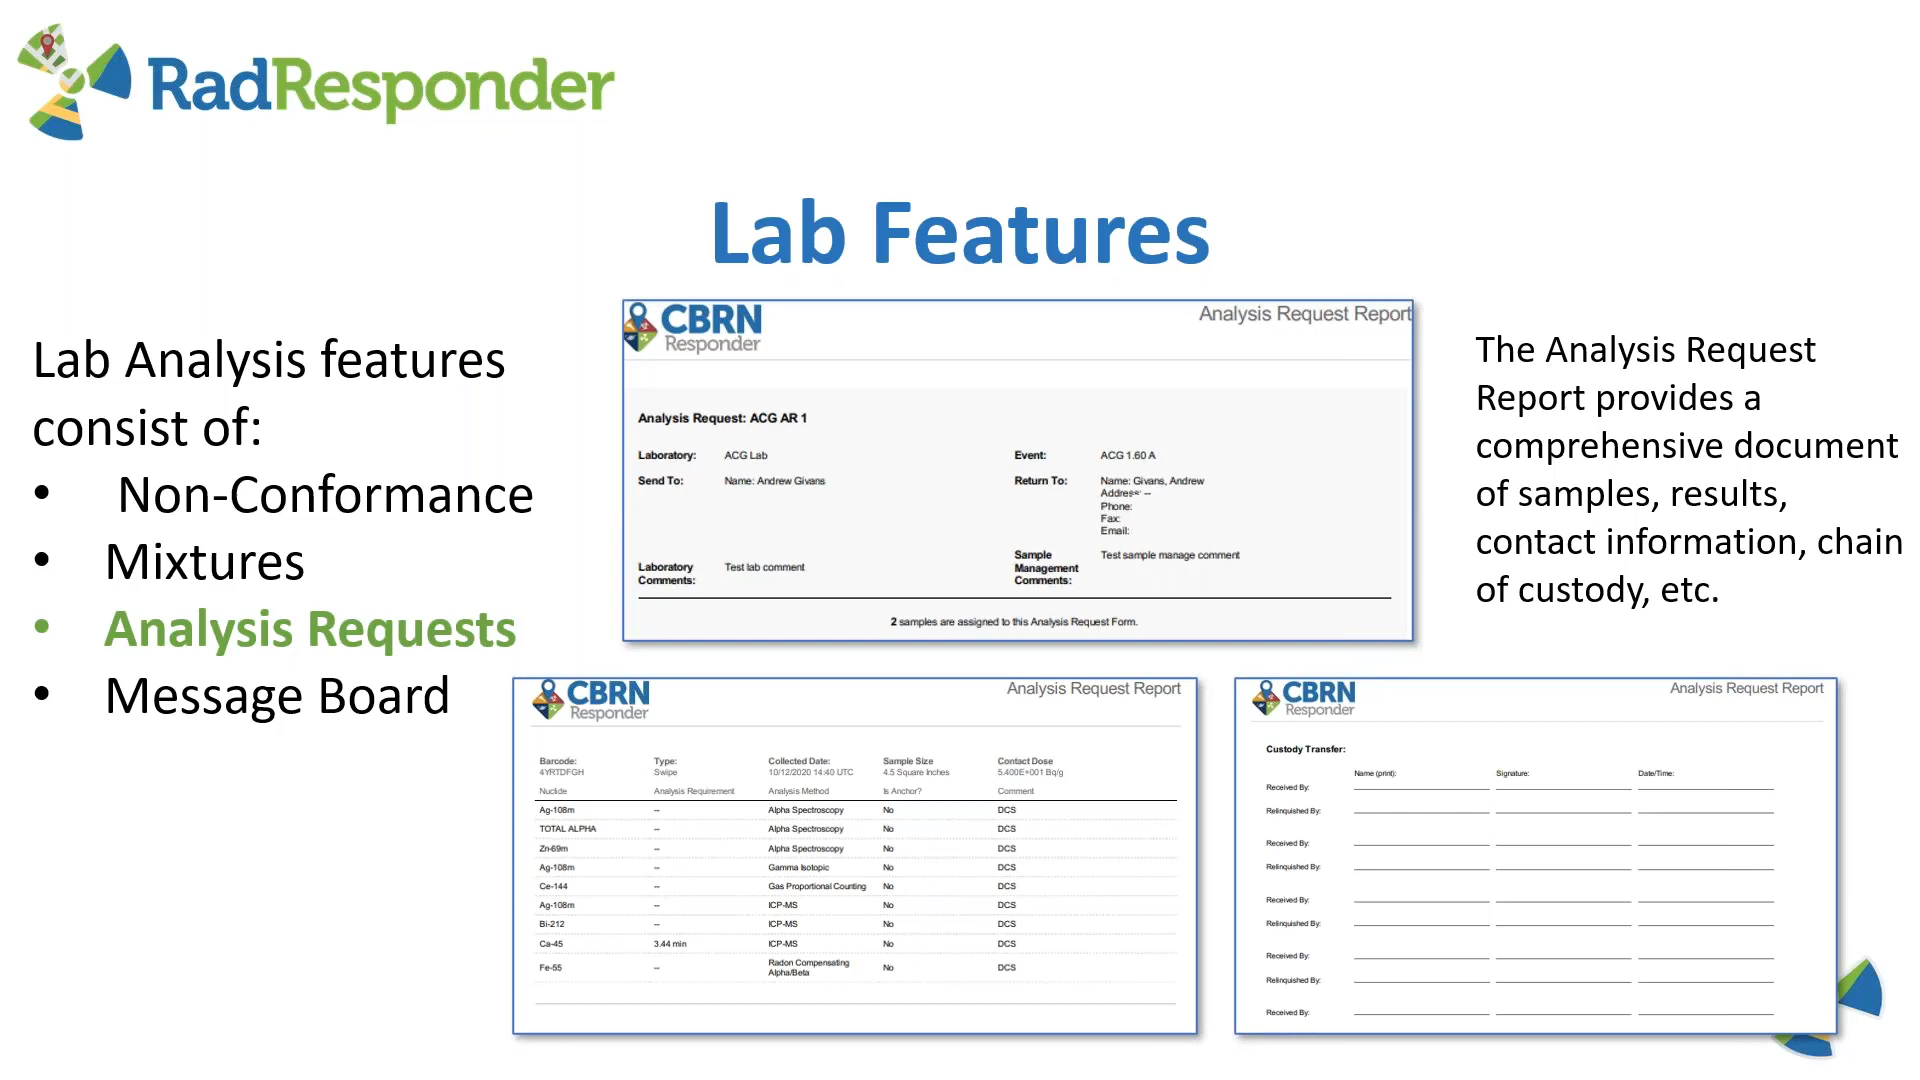 RadResponder
Lab Features
Lab Analysis features
consist of:
• Non-Conformance
• Mixtures
• Analysis Requests
• Message Board
CBRN
Responder
Analysis Request Report
Analysis Request: ACG AR 1
Laboratory: ACG Lab
Event: ACG 1.60 A
Send To: Name: Andrew Givans
Return To: Name: Givans, Andrew
Address: --
Phone:
Fax:
Email:
Laboratory
Comments:
Test lab comment
Sample
Management
Comments:
Test sample manage comment
2 samples are assigned to this Analysis Request Form.
The Analysis Request
Report provides a
comprehensive document
of samples, results,
contact information, chain
of custody, etc.
CBRN
Responder
Analysis Request Report
Barcode: Type: Collected Date: Sample Size Contact Dose
4YRTDFGH Swipe 10/12/2020 14:40 UTC 4.5 Square Inches 5.400E+001 Bq/g
Nuclide Analysis Requirement Analysis Method Is Anchor? Comment
Ag-108m -- Alpha Spectroscopy No DCS
TOTAL ALPHA -- Alpha Spectroscopy No DCS
Zn-69m -- Alpha Spectroscopy No DCS
Ag-108m -- Gamma Isotopic No DCS
Ce-144 -- Gas Proportional Counting No DCS
Ag-108m -- ICP-MS No DCS
Bi-212 -- ICP-MS No DCS
Ca-45 3.44 min ICP-MS No DCS
Fe-55 -- Radon Compensating
Alpha/Beta No DCS
CBRN
Responder
Analysis Request Report
Custody Transfer:
Name (print): Signature: Date/Time:
Received By:
Relinquished By:
Received By:
Relinquished By:
Received By:
Relinquished By:
Received By:
Relinquished By:
Received By: